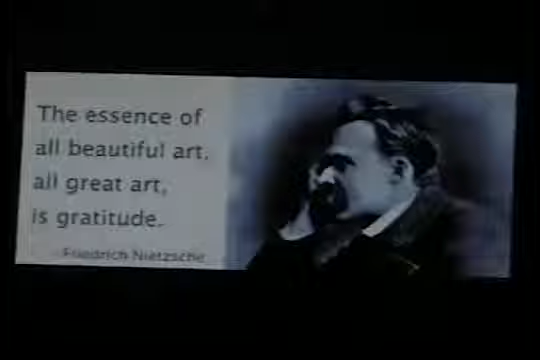 The essence of
all beautiful art,
all great art,
is gratitude.
- Friedrich Nietzsche